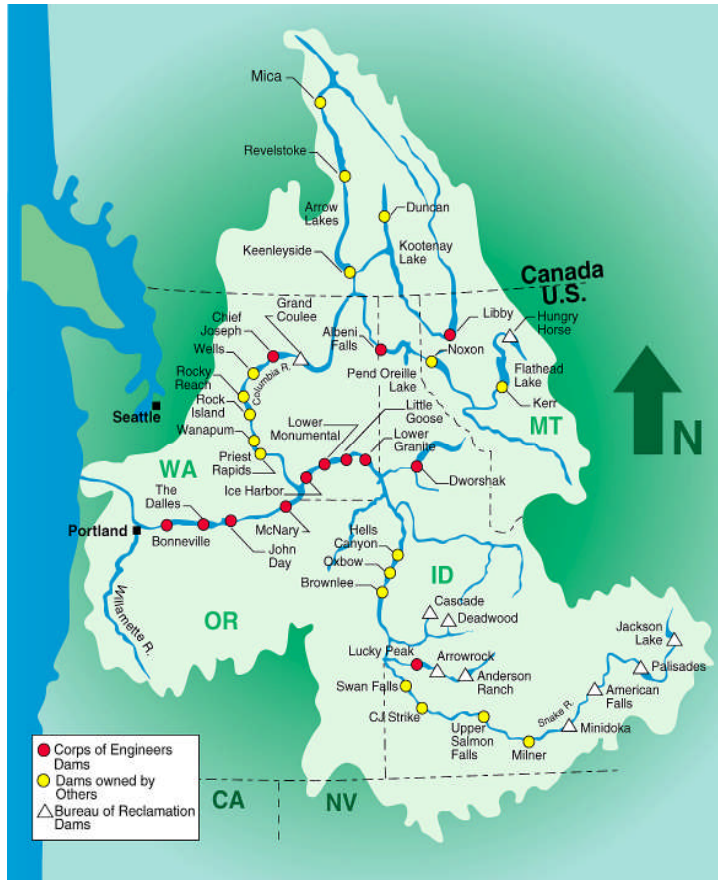 Mica
Revelstoke
Arrow
Lakes
Duncan
Keenleyside
Kootenay
Lake
Canada
U.S.
Grand
Coulee
Chief
Joseph
Albeni
Falls
Libby
Hungry
Horse
Wells
Noxon
Columbia R.
Pend Oreille
Lake
Flathead
Lake
Rocky
Reach
Kerr
Rock
Island
Seattle
Little
Goose
Lower
Monumental
Wanapum
MT
N
Lower
Granite
Priest
Rapids
WA
Dworshak
Ice Harbor
The
Dalles
Portland
Bonneville
McNary
John
Day
Hells
Canyon
Oxbow
Brownlee
ID
Willamette R.
OR
Cascade
Deadwood
Jackson
Lake
Lucky Peak
Arrowrock
Palisades
Anderson
Ranch
Swan Falls
American
Falls
CJ Strike
Snake R.
Upper
Salmon
Falls
Minidoka
Milner
Corps of Engineers
Dams
Dams owned by
Others
Bureau of Reclamation
Dams
CA
NV